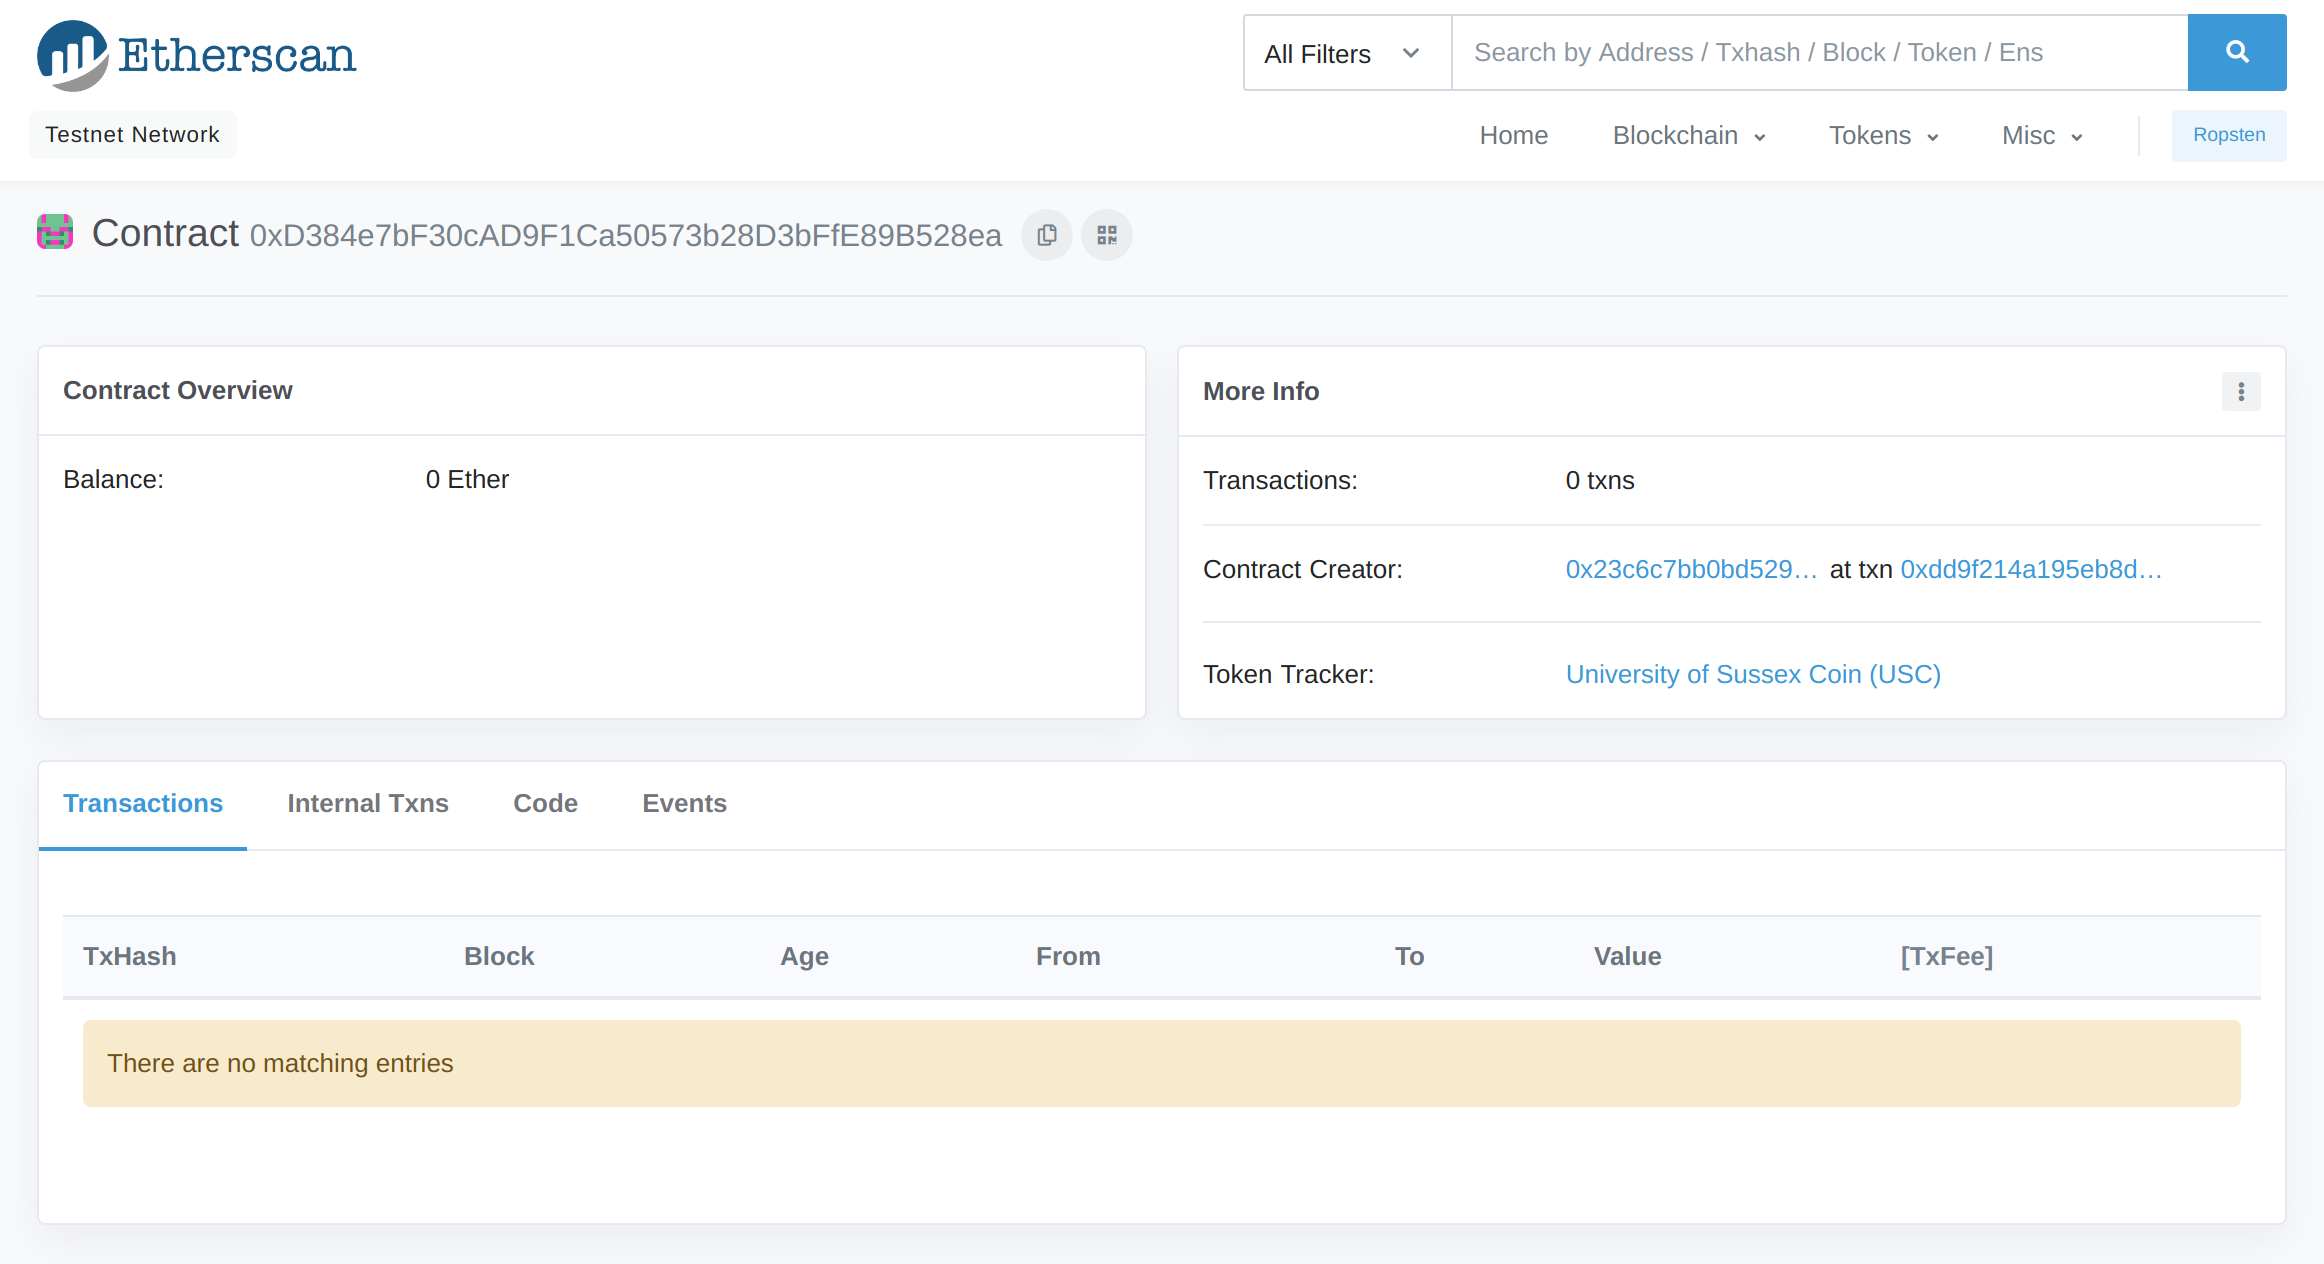 Etherscan
All Filters
Search by Address / Txhash / Block / Token / Ens
Testnet Network
Home
Blockchain
Tokens
Misc
Ropsten
Contract 0xD384e7bF30cAD9F1Ca50573b28D3bFfE89B528ea
Contract Overview
Balance: 0 Ether
More Info
Transactions: 0 txns
Contract Creator: 0x23c6c7bb0bd529… at txn 0xdd9f214a195eb8d…
Token Tracker: University of Sussex Coin (USC)
Transactions Internal Txns Code Events
TxHash Block Age From To Value [TxFee]
There are no matching entries